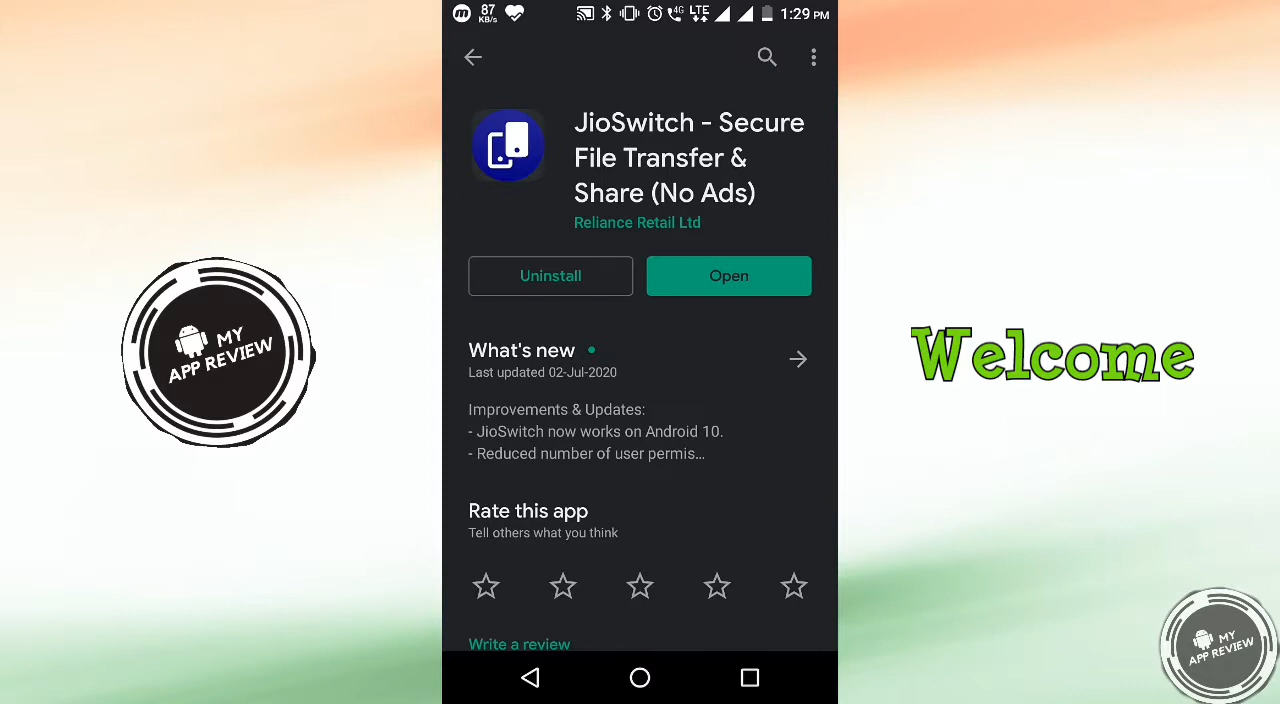 87
KB/s
4G
LTE
1:29 PM
JioSwitch - Secure
File Transfer &
Share (No Ads)
Reliance Retail Ltd
Uninstall
Open
What's new
Last updated 02-Jul-2020
Improvements & Updates:
- JioSwitch now works on Android 10.
- Reduced number of user permis...
Rate this app
Tell others what you think
Write a review
MY
APP REVIEW
Welcome
MY
APP REVIEW